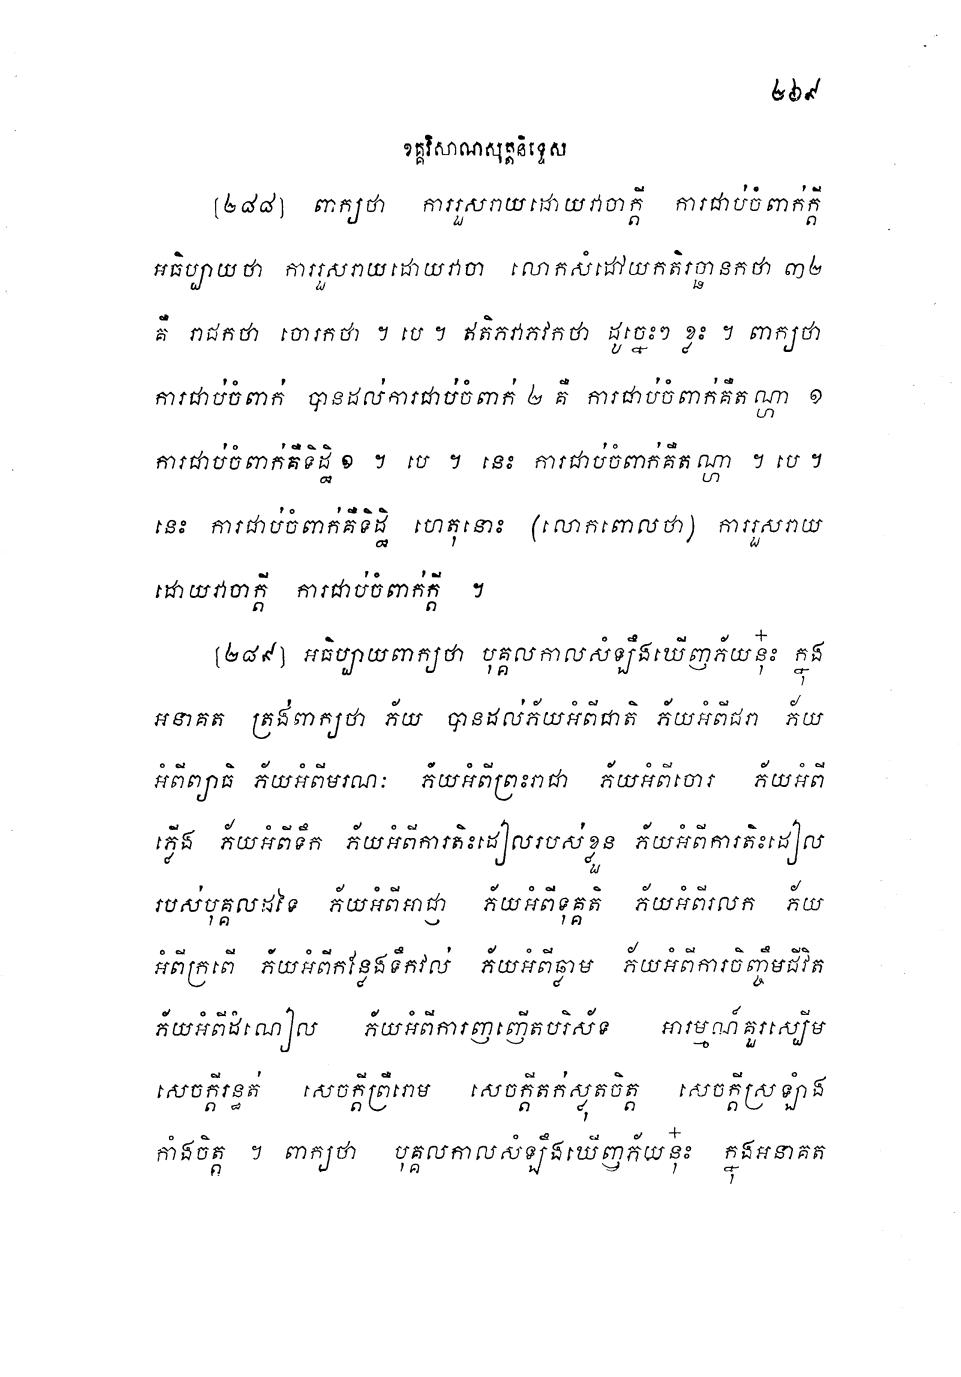 ២៦៩
ខគ្គវិសាណសុត្តនិទ្ទេស
[២៨៨] ពាក្យថា ការរួសរាយដោយវាចាក្តី ការជាប់ចំពាក់ក្តី
អធិប្បាយថា ការរួសរាយដោយវាចា លោកសំដៅយកតិរច្ឆានកថា ៣២
គឺ រាជកថា ចោរកថា ។ បេ ។ ឥតិភវាភវកថា ដូច្នេះៗ ខ្លះ ។ ពាក្យថា
ការជាប់ចំពាក់ បានដល់ការជាប់ចំពាក់ ២ គឺ ការជាប់ចំពាក់គឺតណ្ហា ១
ការជាប់ចំពាក់គឺទិដ្ឋិ ១ ។ បេ ។ នេះ ការជាប់ចំពាក់គឺតណ្ហា ។ បេ ។
នេះ ការជាប់ចំពាក់គឺទិដ្ឋិ ហេតុនោះ (លោកពោលថា) ការរួសរាយ
ដោយវាចាក្តី ការជាប់ចំពាក់ក្តី ។
[២៨៩] អធិប្បាយពាក្យថា បុគ្គលកាលសំឡឹងឃើញភ័យនុ៎ះ ក្នុង
អនាគត ត្រង់ពាក្យថា ភ័យ បានដល់ភ័យអំពីជាតិ ភ័យអំពីជរា ភ័យ
អំពីព្យាធិ ភ័យអំពីមរណៈ ភ័យអំពីព្រះរាជា ភ័យអំពីចោរ ភ័យអំពី
ភ្លើង ភ័យអំពីទឹក ភ័យអំពីការតិះដៀលរបស់ខ្លួន ភ័យអំពីការតិះដៀល
របស់បុគ្គលដទៃ ភ័យអំពីអាជ្ញា ភ័យអំពីទុគ្គតិ ភ័យអំពីរលក ភ័យ
អំពីក្រពើ ភ័យអំពីកន្លែងទឹកវល់ ភ័យអំពីធ្លាម ភ័យអំពីការចិញ្ចឹមជីវិត
ភ័យអំពីដំណៀល ភ័យអំពីការញញើតបរិស័ទ អារម្មណ៍គួរស្បើម
សេចក្តីរន្ធត់ សេចក្តីព្រឺរោម សេចក្តីតក់ស្លុតចិត្ត សេចក្តីស្រឡាំង
កាំងចិត្ត ។ ពាក្យថា បុគ្គលកាលសំឡឹងឃើញភ័យនុ៎ះ ក្នុងអនាគត